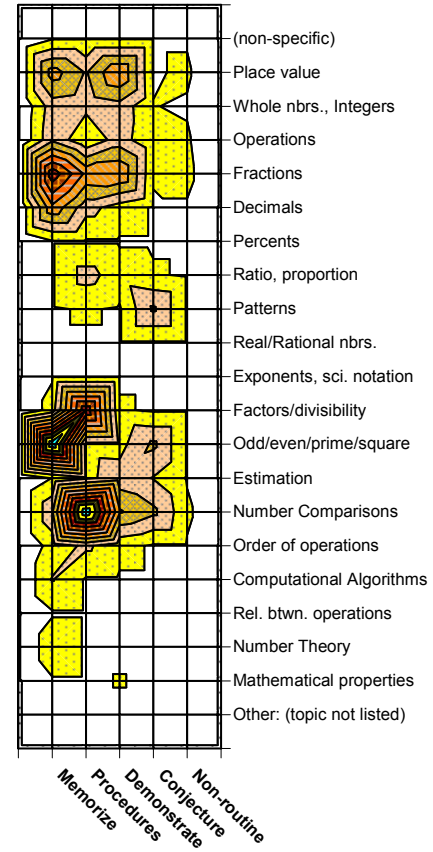 (non-specific)
Place value
Whole nbrs., Integers
Operations
Fractions
Decimals
Percents
Ratio, proportion
Patterns
Real/Rational nbrs.
Exponents, sci. notation
Factors/divisibility
Odd/even/prime/square
Estimation
Number Comparisons
Order of operations
Computational Algorithms
Rel. btwn. operations
Number Theory
Mathematical properties
Other: (topic not listed)
Memorize
Procedures
Demonstrate
Conjecture
Non-routine